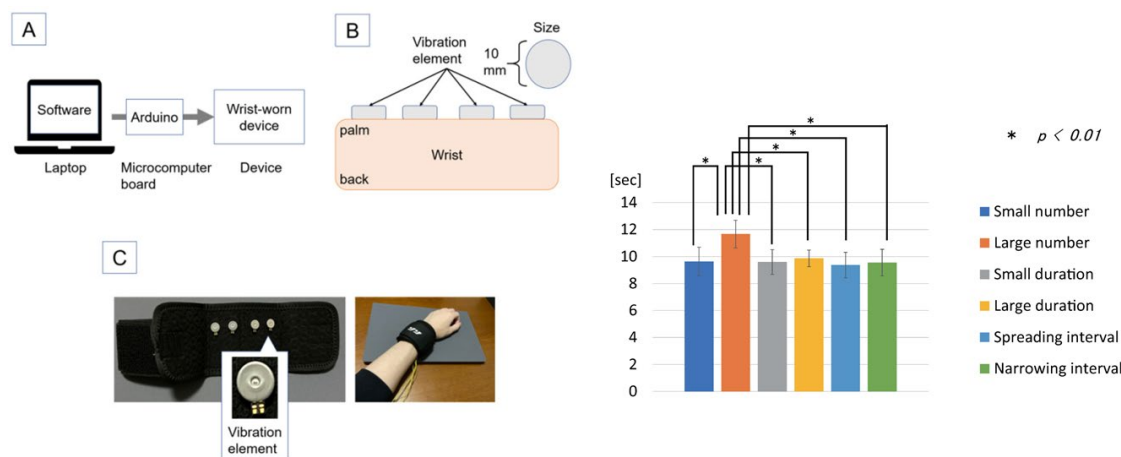 A
Software
Laptop
Arduino
Microcomputer
board
Wrist-worn
device
Device
B
Vibration
element
Size
10
mm
palm
Wrist
back
C
Vibration
element
* p < 0.01
*
*
*
*
*
[sec]
14
12
10
8
6
4
2
0
Small number
Large number
Small duration
Large duration
Spreading interval
Narrowing interval